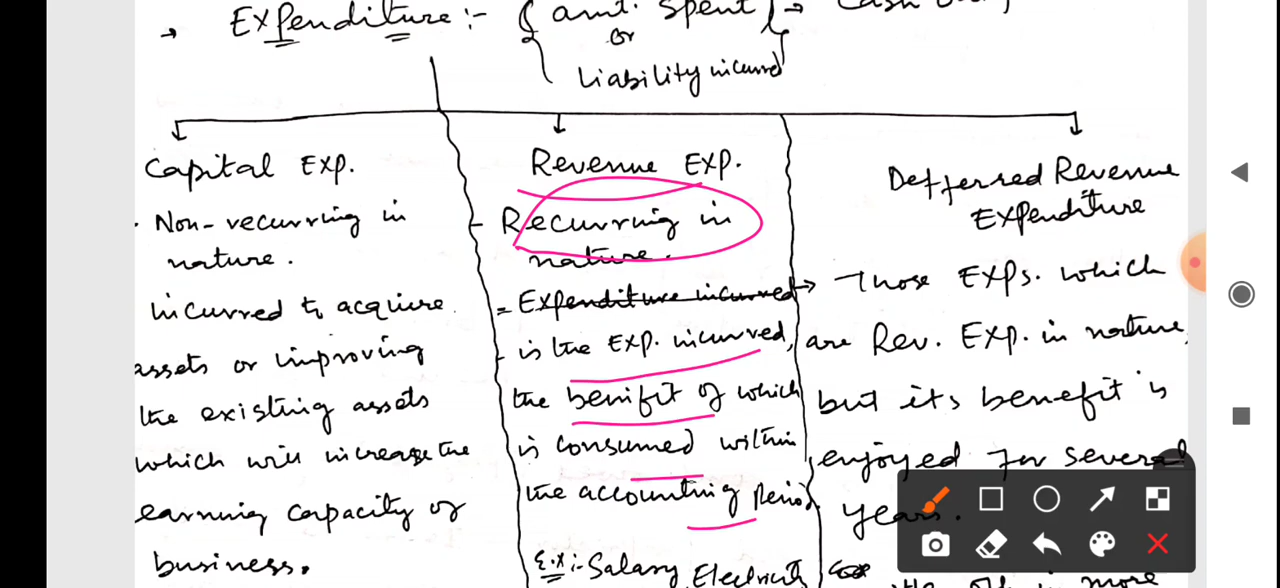 → Expenditure :- { amt. spent } → Cash
or
Liability incurred
Capital Exp.
· Non-recurring in
nature.
incurred to acquire
assets or improving
the existing assets
which will increase the
earning capacity of
business.
Revenue Exp.
- Recurring in
nature.
= Expenditure incurred
- is the Exp. incurred,
the benifit of which
is consumed within
the accounting period
Ex:- Salary, Electricity
Defferred Revenue
Expenditure
→ Those Exps. which
are Rev. Exp. in nature,
but its benefit is
enjoyed for several
years.
more